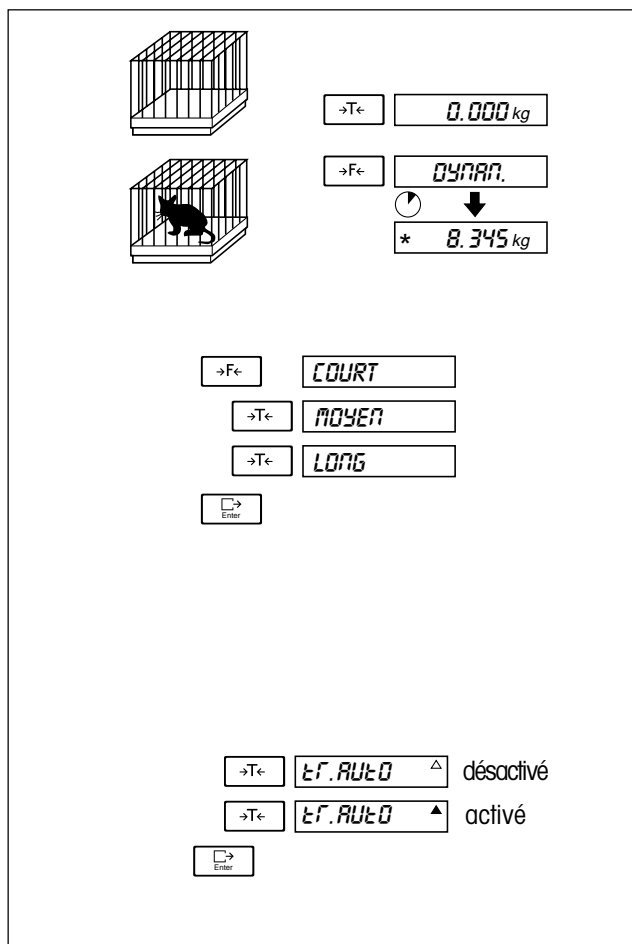 →T← 0.000 kg
→F← DYNAM.
* 8.345 kg
→F← COURT
→T← MOYEN
→T← LONG
Enter
→T← tr.AUtO △ désactivé
→T← tr.AUtO ▲ activé
Enter